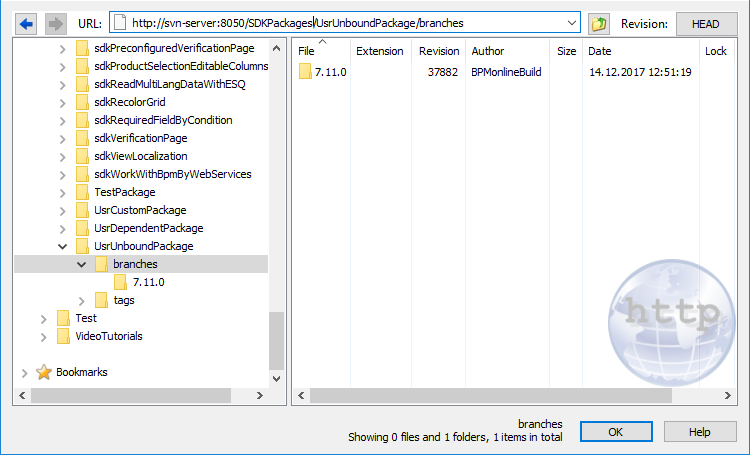 URL: http://svn-server:8050/SDKPackages/UsrUnboundPackage/branches Revision: HEAD
sdkPreconfiguredVerificationPage
sdkProductSelectionEditableColumns
sdkReadMultiLangDataWithESQ
sdkRecolorGrid
sdkRequiredFieldByCondition
sdkVerificationPage
sdkViewLocalization
sdkWorkWithBpmByWebServices
TestPackage
UsrCustomPackage
UsrDependentPackage
UsrUnboundPackage
branches
7.11.0
tags
Test
VideoTutorials
Bookmarks
File Extension Revision Author Size Date Lock
7.11.0 37882 BPMonlineBuild 14.12.2017 12:51:19
http
branches
Showing 0 files and 1 folders, 1 items in total
OK Help